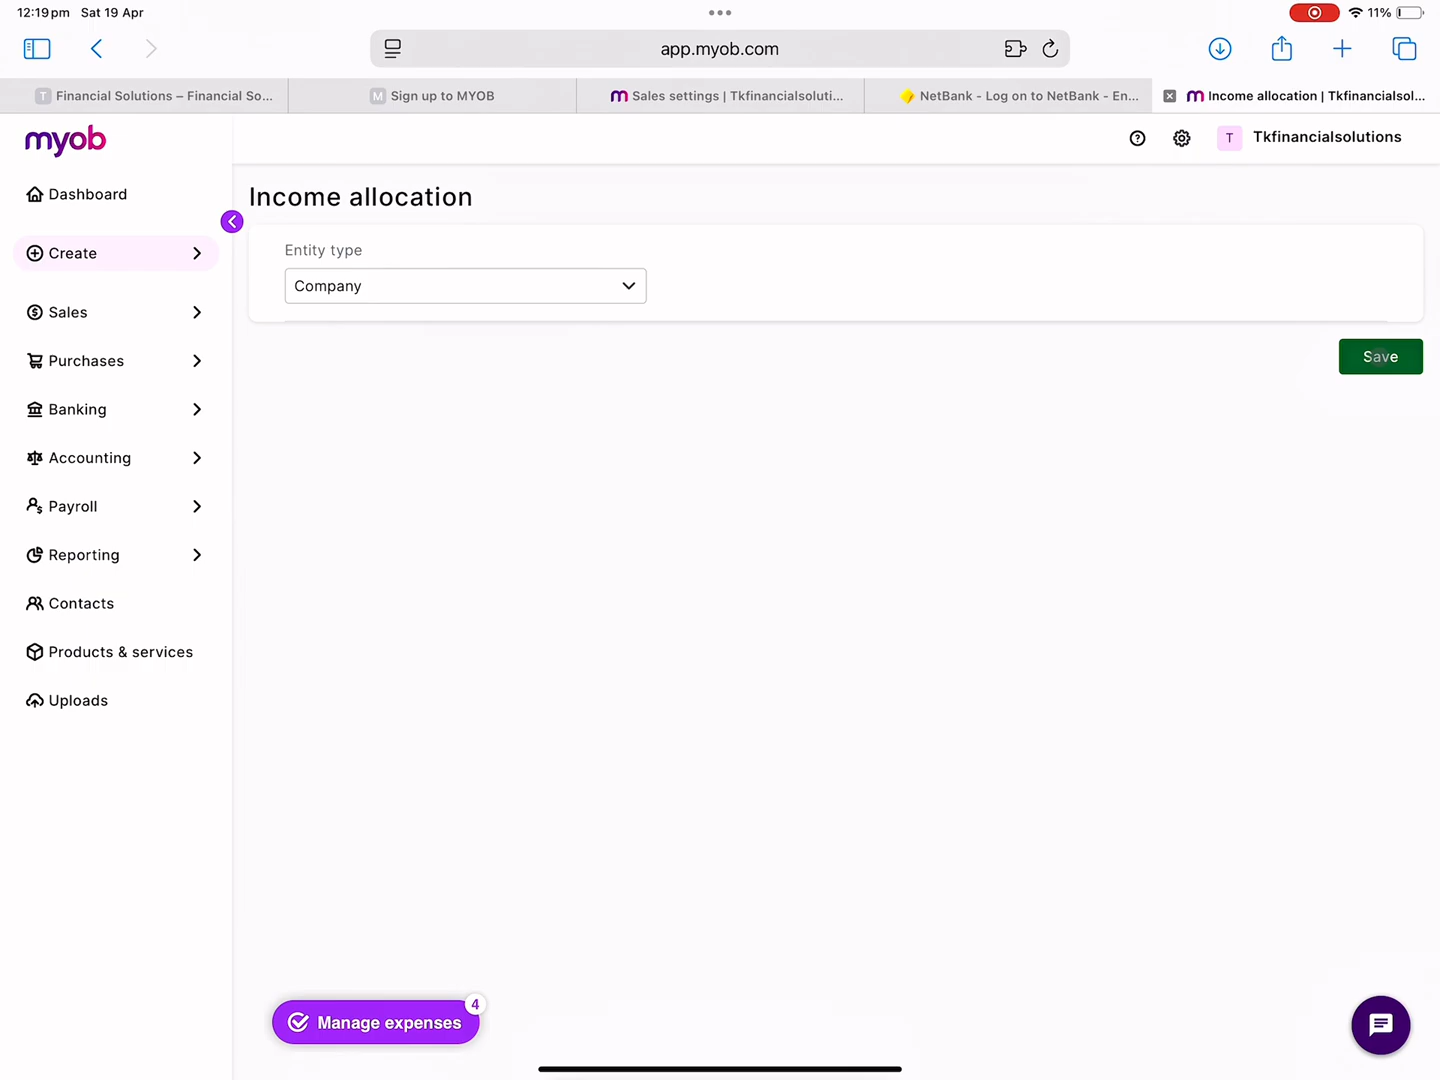 12:19 pm Sat 19 Apr
11%
app.myob.com
T Financial Solutions – Financial So...
M Sign up to MYOB
Sales settings | Tkfinancialsoluti...
NetBank - Log on to NetBank - En...
Income allocation | Tkfinancialsol...
myob
T Tkfinancialsolutions
Dashboard
Income allocation
Create
Entity type
Company
Sales
Save
Purchases
Banking
Accounting
Payroll
Reporting
Contacts
Products & services
Uploads
4
Manage expenses